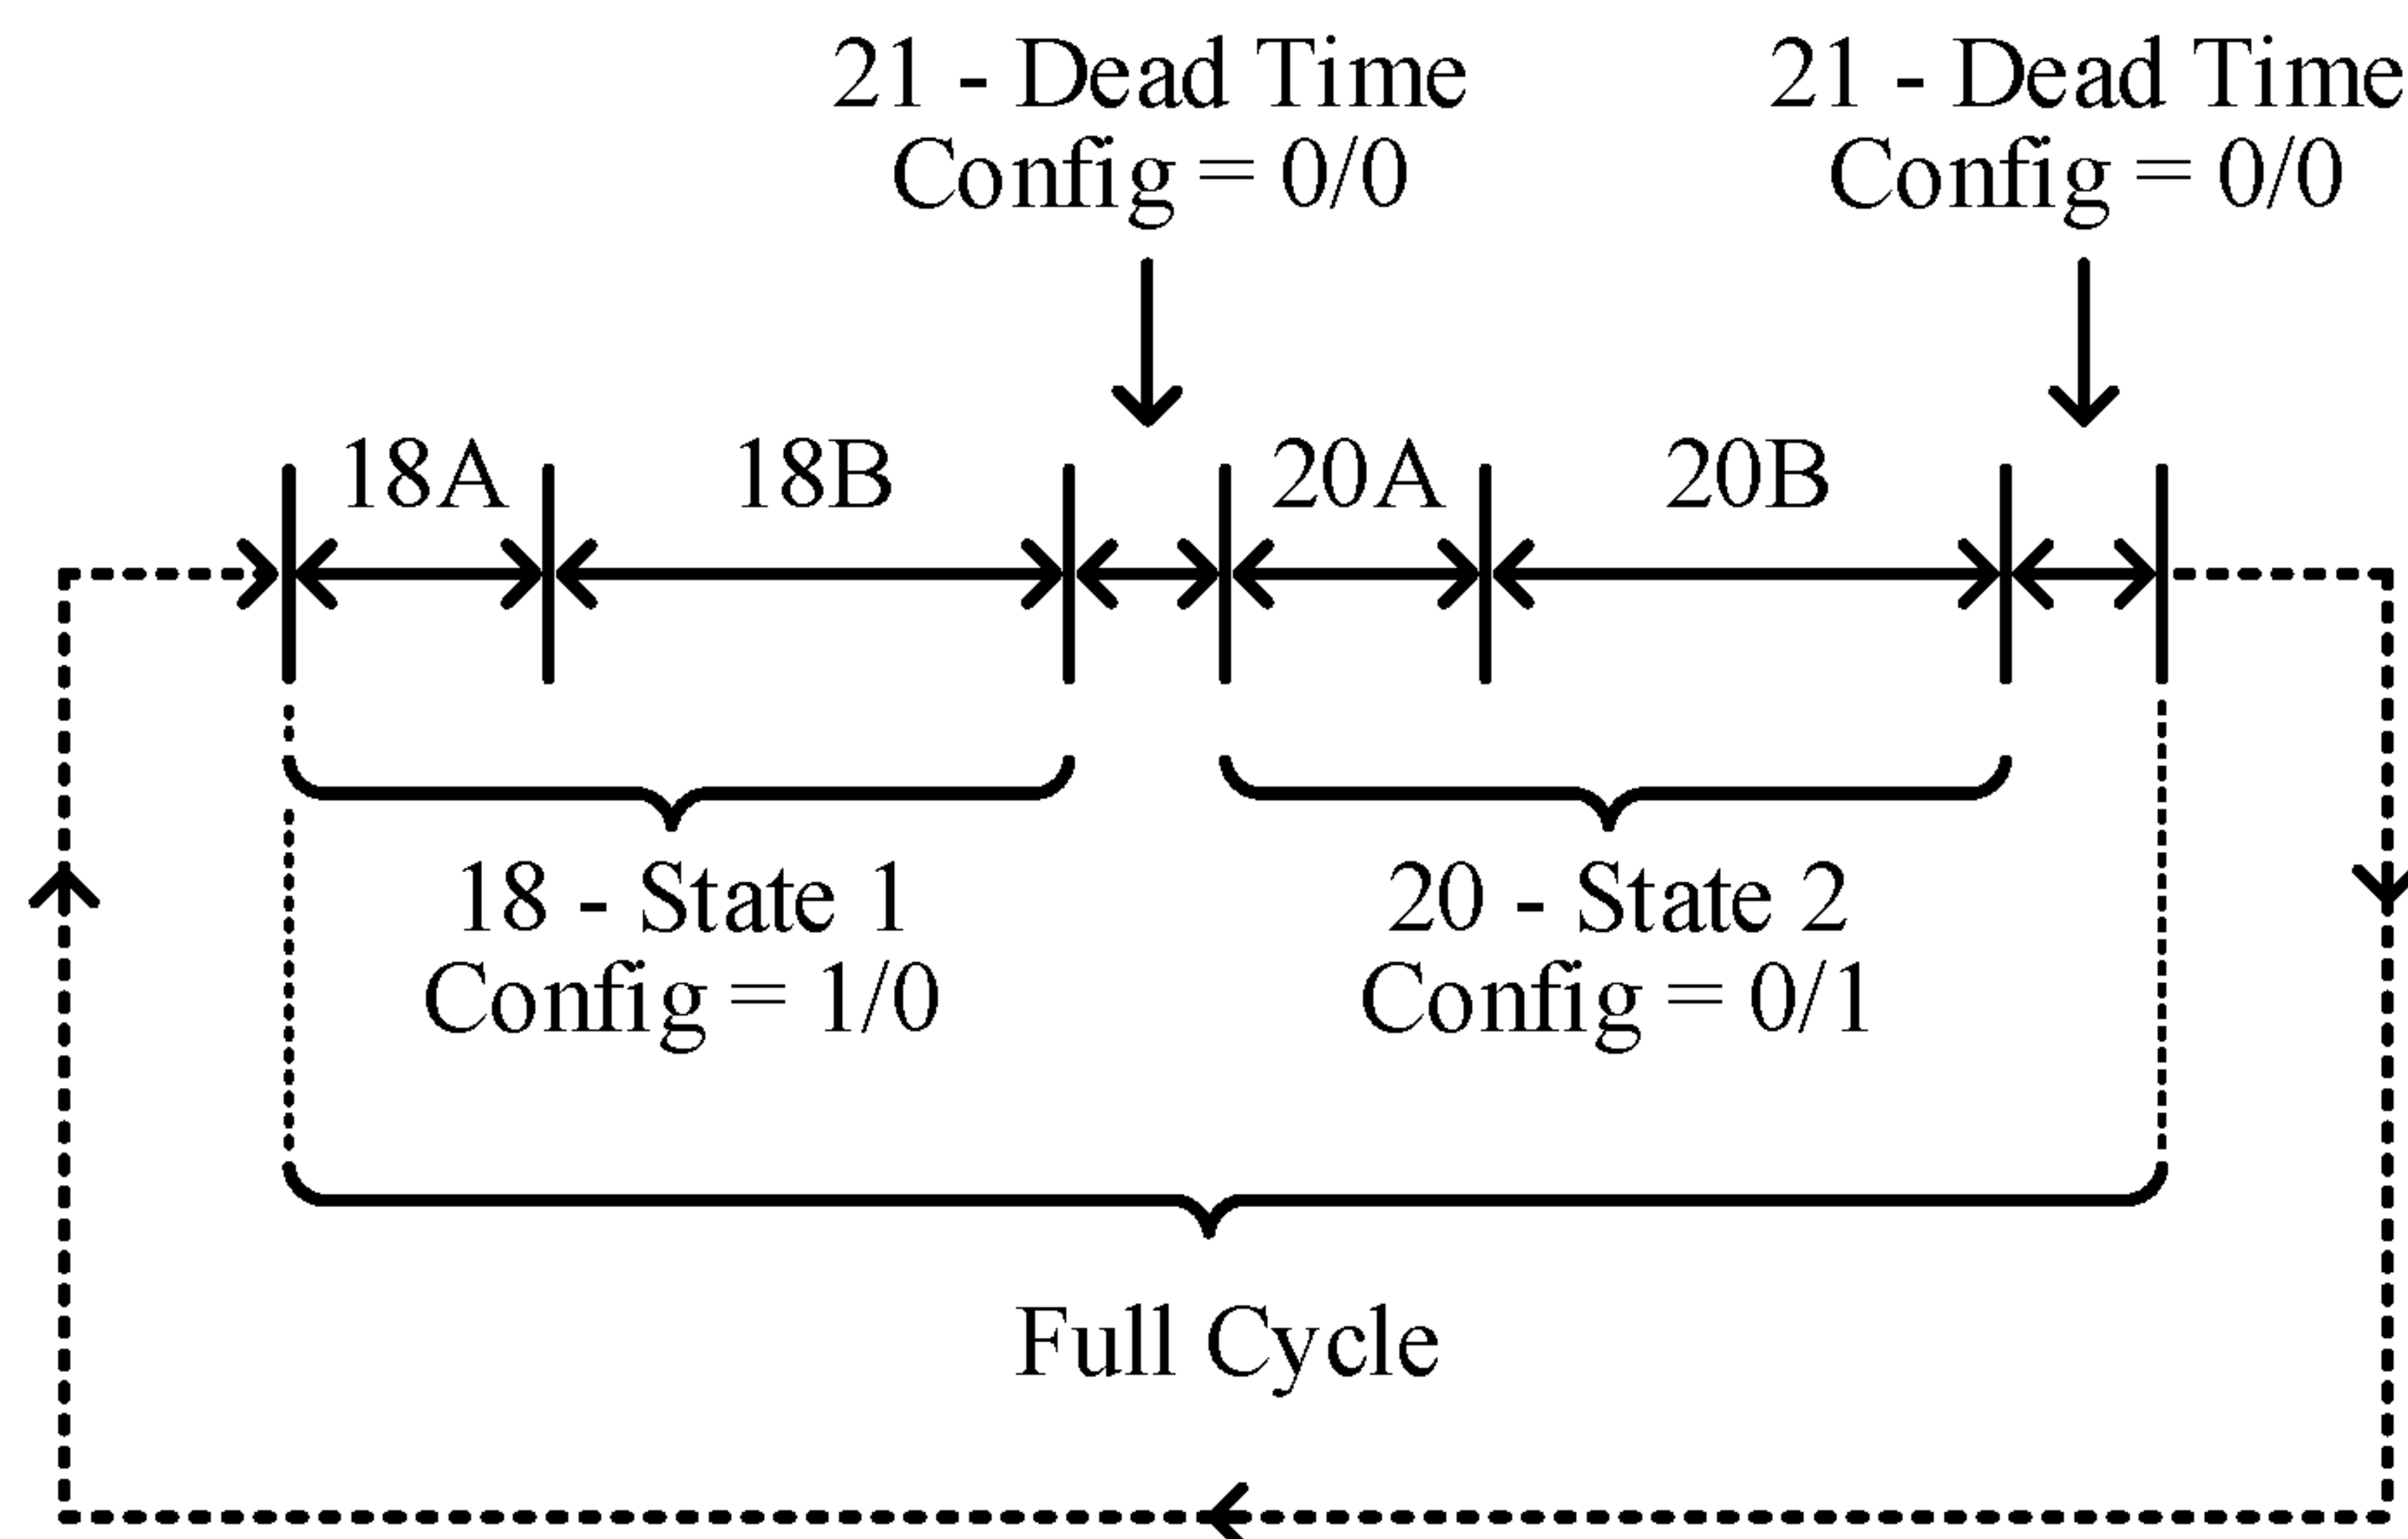 21 - Dead Time
Config = 0/0
21 - Dead Time
Config = 0/0
18A
18B
20A
20B
18 - State 1
Config = 1/0
20 - State 2
Config = 0/1
Full Cycle